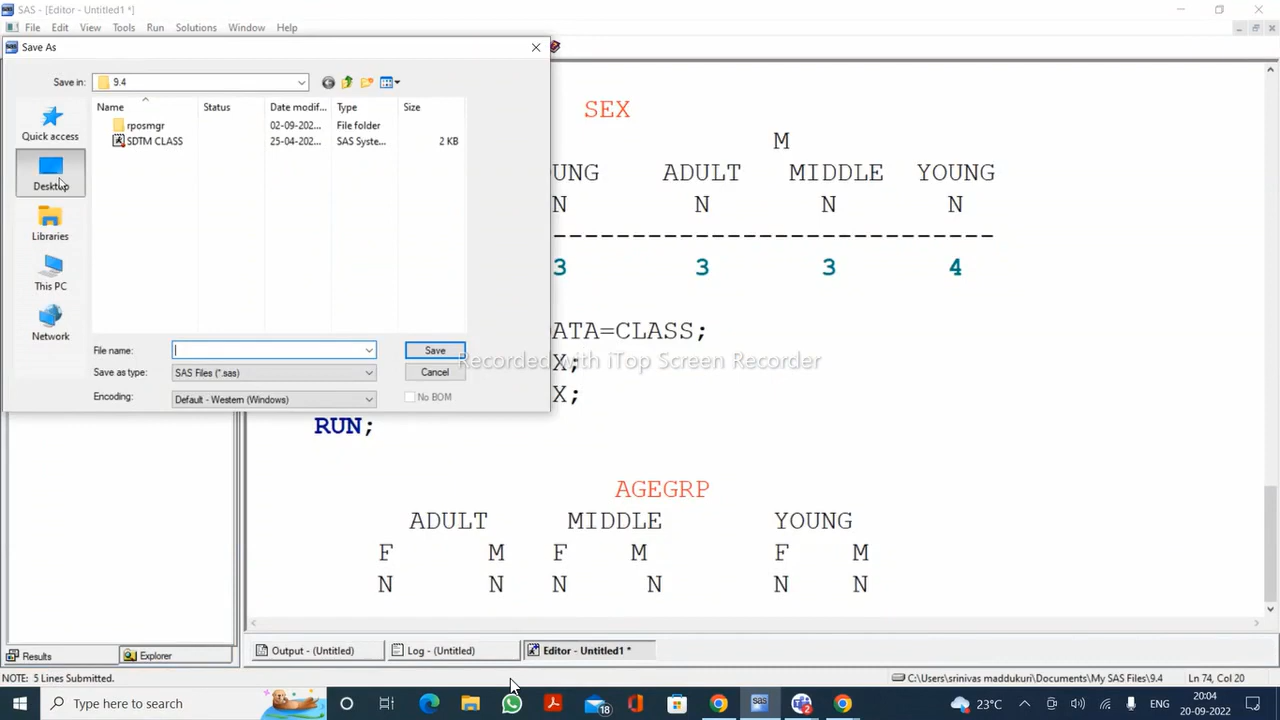 SAS - [Editor - Untitled1 *]
File Edit View Tools Run Solutions Window Help
Save As
Save in: 9.4
Name Status Date modif... Type Size
rposmgr 02-09-202... File folder
SDTM CLASS 25-04-202... SAS Syste... 2 KB
Quick access
Desktop
Libraries
This PC
Network
File name: Save
Save as type: SAS Files (*.sas) Cancel
Encoding: Default - Western (Windows) No BOM
SEX
M
OUNG ADULT MIDDLE YOUNG
N N N N
-----------------------------
3 3 3 4
ATA=CLASS;
Recorded with iTop Screen Recorder
X;
X;
RUN;
AGEGRP
ADULT MIDDLE YOUNG
F M F M F M
N N N N N N
Results Explorer Output - (Untitled) Log - (Untitled) Editor - Untitled1 *
NOTE: 5 Lines Submitted. C:\Users\srinivas maddukuri\Documents\My SAS Files\9.4 Ln 74, Col 20
Type here to search 18 2 23°C ENG 20:04
20-09-2022